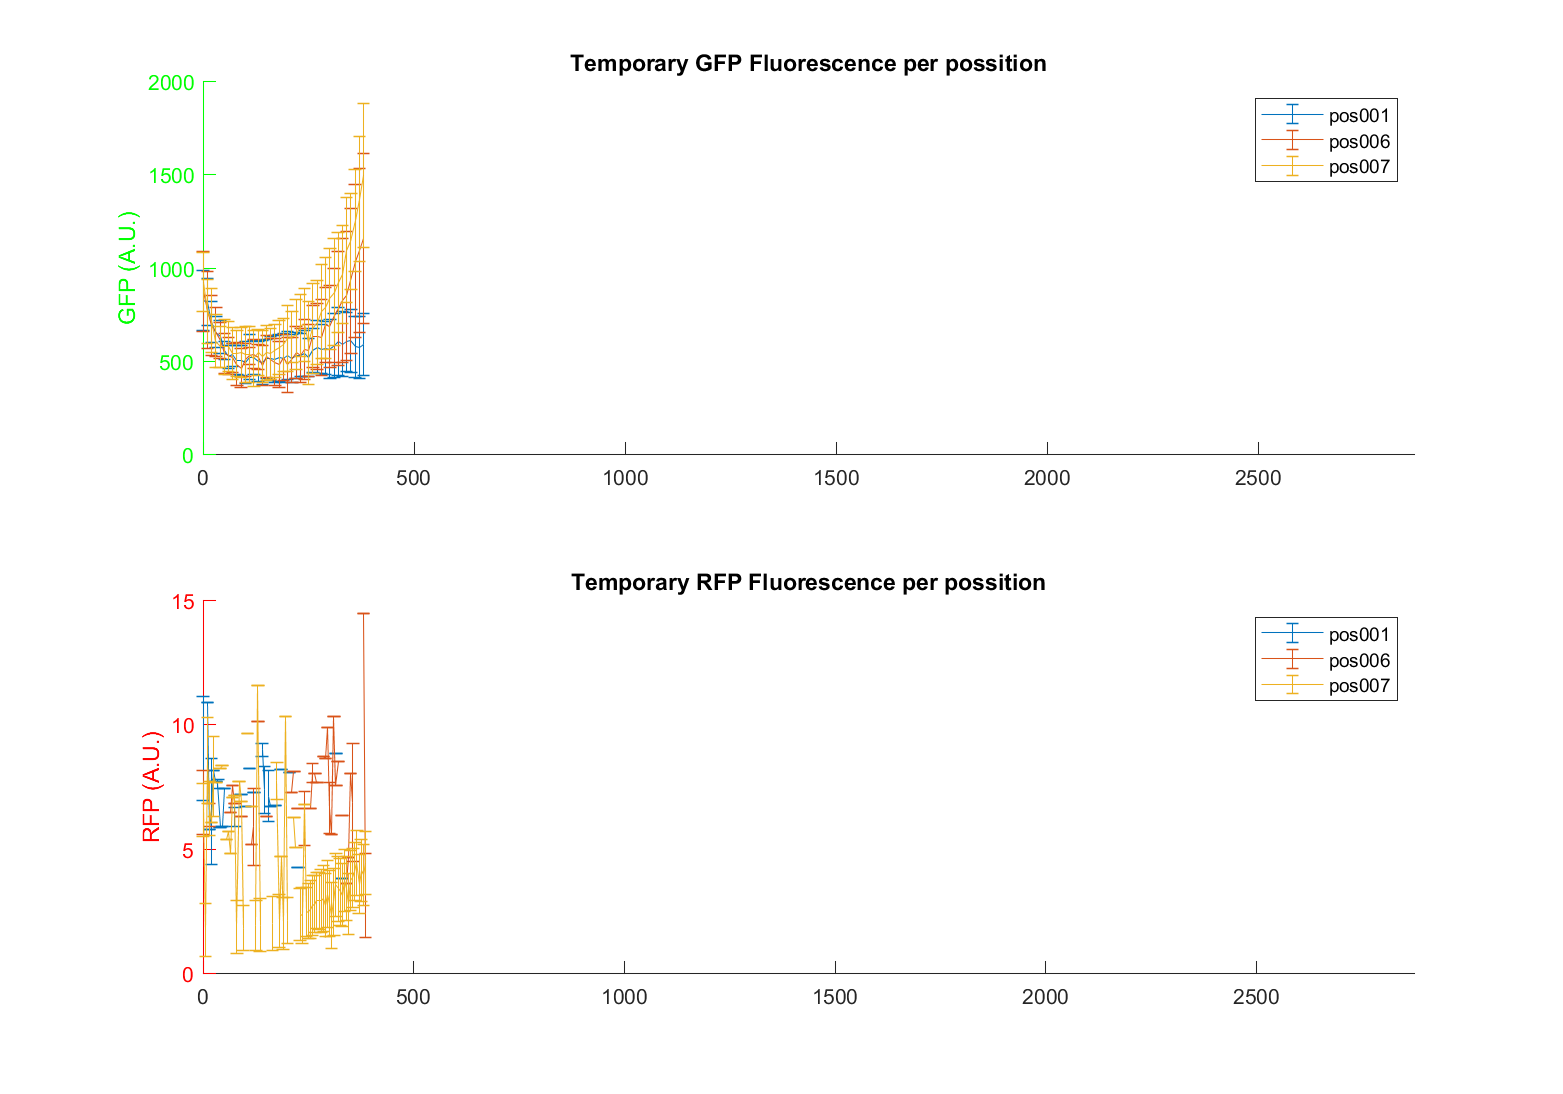 Temporary GFP Fluorescence per possition
2000
1500
1000
500
0
GFP (A.U.)
pos001
pos006
pos007
0 500 1000 1500 2000 2500
Temporary RFP Fluorescence per possition
15
10
5
0
RFP (A.U.)
pos001
pos006
pos007
0 500 1000 1500 2000 2500